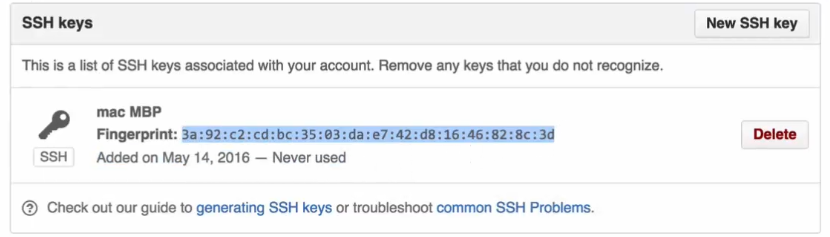 SSH keys
New SSH key
This is a list of SSH keys associated with your account. Remove any keys that you do not recognize.
mac MBP
Fingerprint: 3a:92:c2:cd:bc:35:03:da:e7:42:d8:16:46:82:8c:3d
SSH
Added on May 14, 2016 — Never used
Delete
? Check out our guide to generating SSH keys or troubleshoot common SSH Problems.